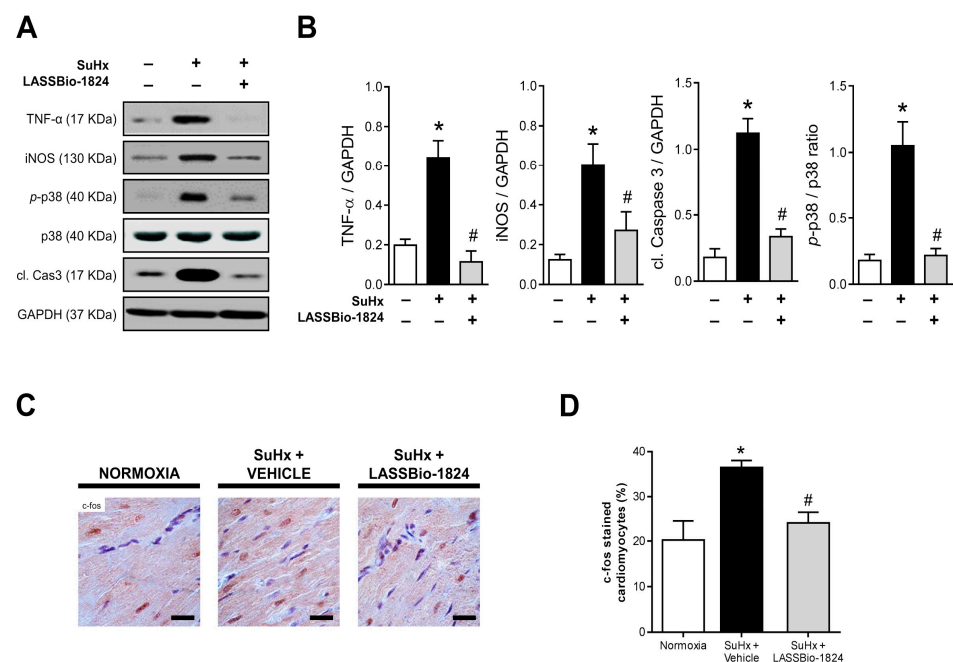 A
SuHx – + +
LASSBio-1824 – – +
TNF-α (17 KDa)
iNOS (130 KDa)
p-p38 (40 KDa)
p38 (40 KDa)
cl. Cas3 (17 KDa)
GAPDH (37 KDa)
B
TNF-α / GAPDH
1.0
0.8
0.6
0.4
0.2
0.0
*
#
iNOS / GAPDH
1.0
0.8
0.6
0.4
0.2
0.0
*
#
cl. Caspase 3 / GAPDH
1.5
1.0
0.5
0.0
*
#
p-p38 / p38 ratio
1.5
1.0
0.5
0.0
*
#
SuHx – + + – + + – + + – + +
LASSBio-1824 – – + – – + – – + – – +
C
NORMOXIA
SuHx +
VEHICLE
SuHx +
LASSBio-1824
c-fos
D
c-fos stained
cardiomyocytes (%)
40
30
20
10
0
*
#
Normoxia
SuHx +
Vehicle
SuHx +
LASSBio-1824